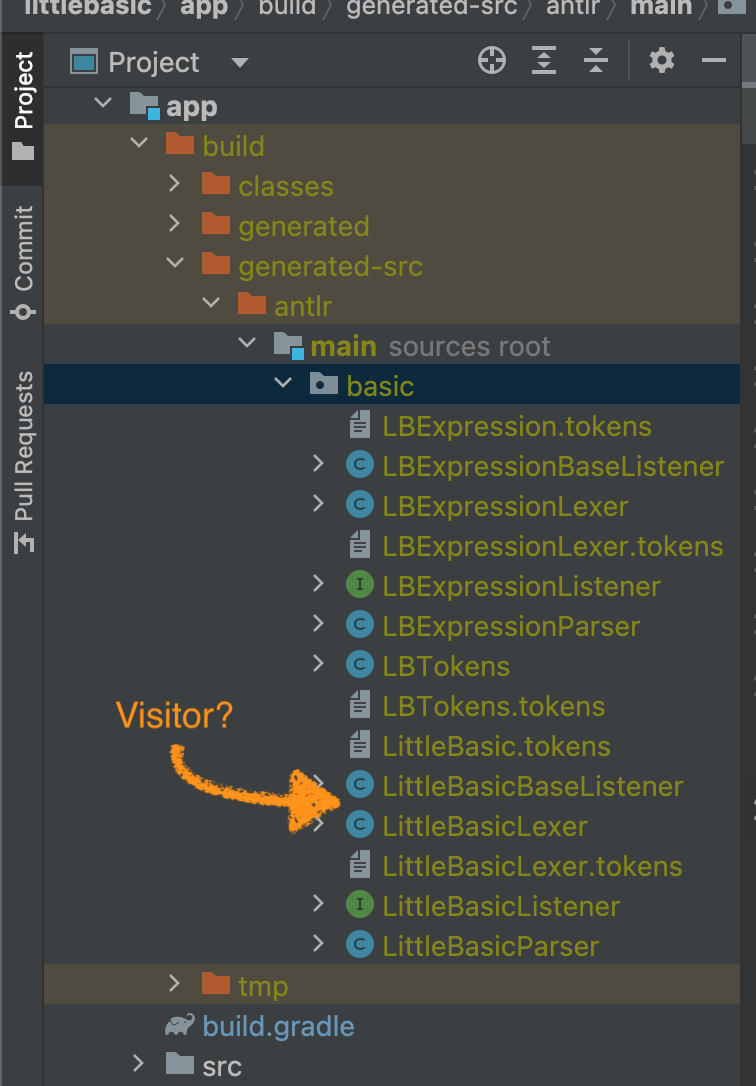 littlebasic app build generated-src antlr main
Project
Project
app
build
classes
Commit
generated
generated-src
antlr
main sources root
basic
Pull Requests
LBExpression.tokens
LBExpressionBaseListener
LBExpressionLexer
LBExpressionLexer.tokens
LBExpressionListener
LBExpressionParser
LBTokens
LBTokens.tokens
Visitor?
LittleBasic.tokens
LittleBasicBaseListener
LittleBasicLexer
LittleBasicLexer.tokens
LittleBasicListener
LittleBasicParser
tmp
build.gradle
src